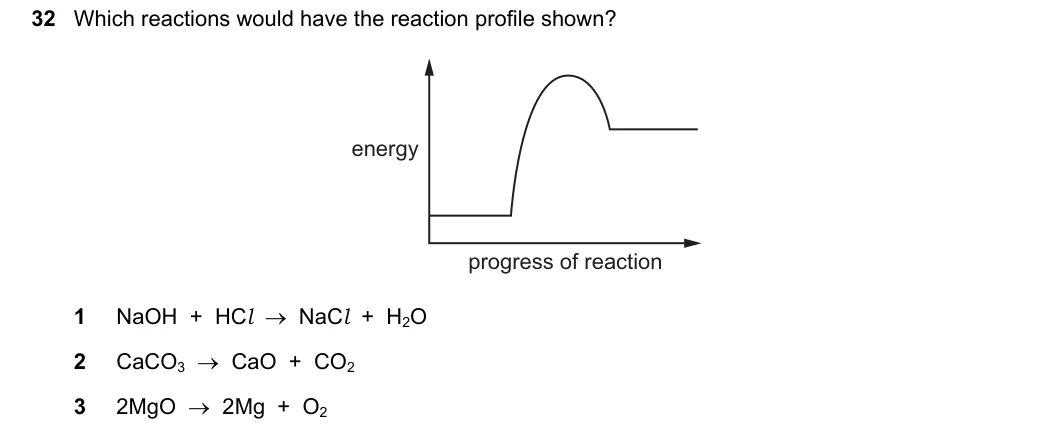 32 Which reactions would have the reaction profile shown?
energy
progress of reaction
1 NaOH + HCl → NaCl + H₂O
2 CaCO₃ → CaO + CO₂
3 2MgO → 2Mg + O₂